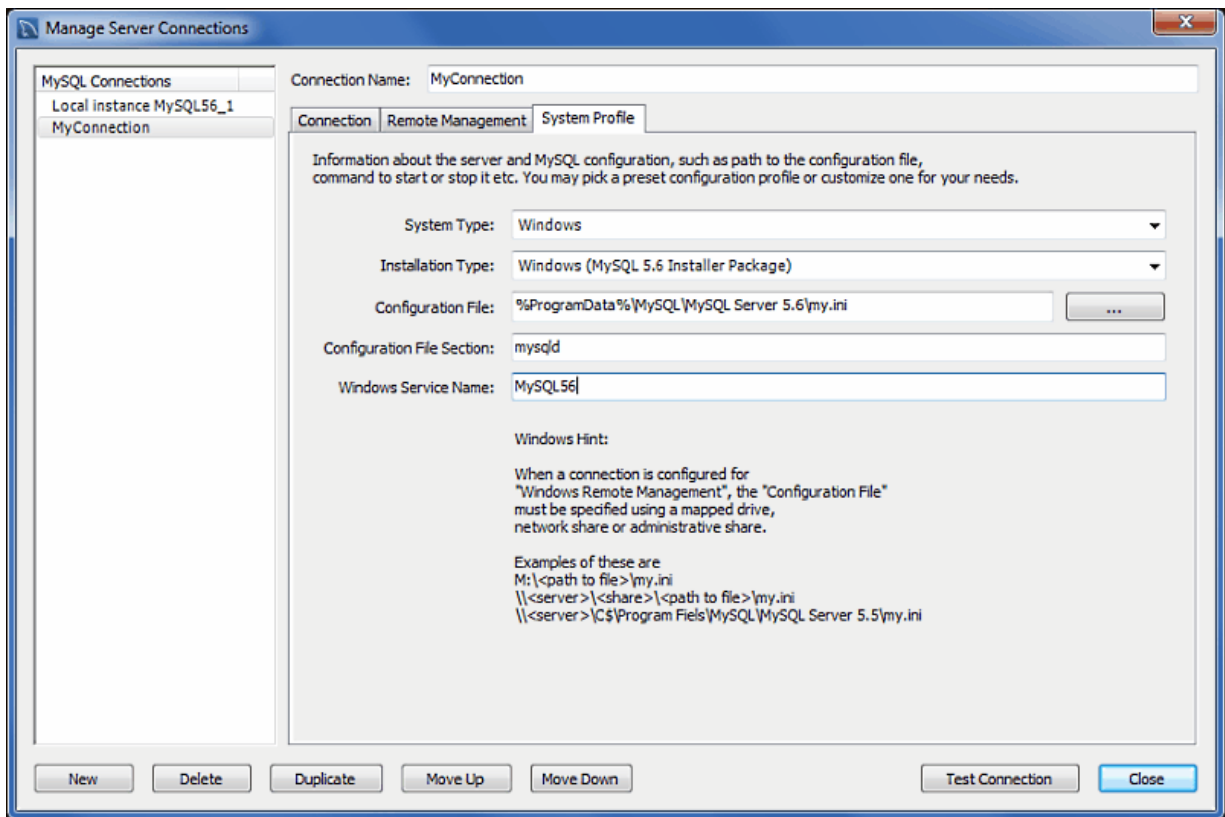 Manage Server Connections
MySQL Connections
Local instance MySQL56_1
MyConnection
Connection Name: MyConnection
Connection Remote Management System Profile
Information about the server and MySQL configuration, such as path to the configuration file,
command to start or stop it etc. You may pick a preset configuration profile or customize one for your needs.
System Type: Windows
Installation Type: Windows (MySQL 5.6 Installer Package)
Configuration File: %ProgramData%\MySQL\MySQL Server 5.6\my.ini ...
Configuration File Section: mysqld
Windows Service Name: MySQL56
Windows Hint:
When a connection is configured for
"Windows Remote Management", the "Configuration File"
must be specified using a mapped drive,
network share or administrative share.
Examples of these are
M:\<path to file>\my.ini
\\<server>\<share>\<path to file>\my.ini
\\<server>\C$\Program Fiels\MySQL\MySQL Server 5.5\my.ini
New Delete Duplicate Move Up Move Down Test Connection Close